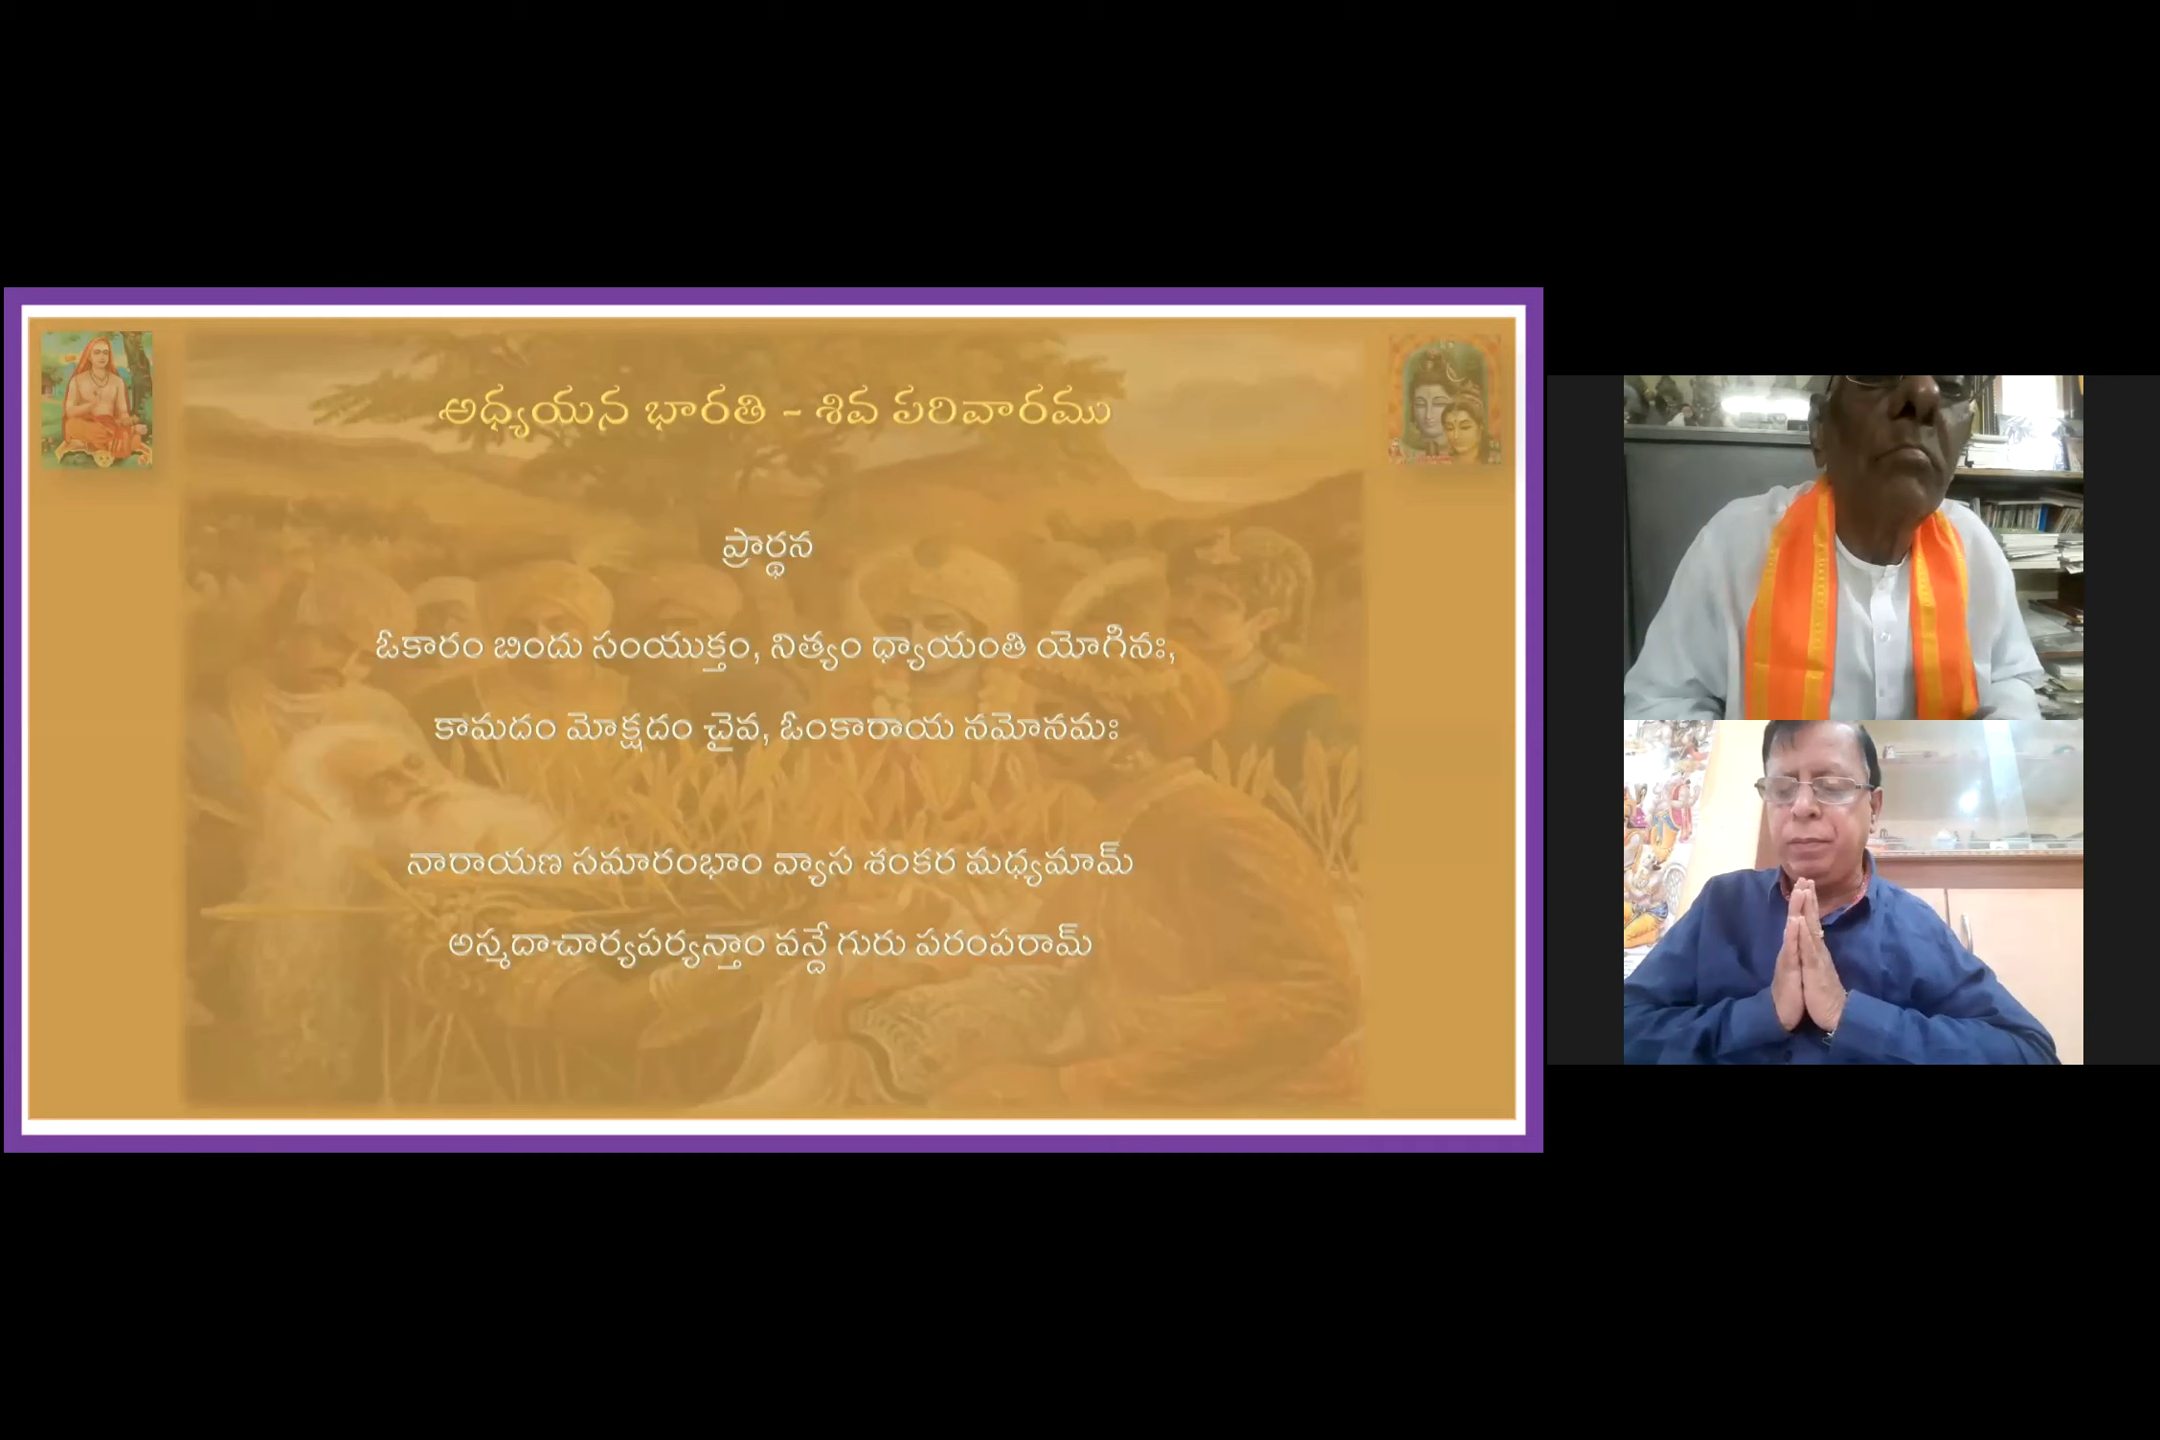 అధ్యయన భారతి - శివ పరివారము
ప్రార్థన
ఓకారం బిందు సంయుక్తం, నిత్యం ధ్యాయంతి యోగినః,
కామదం మోక్షదం చైవ, ఓంకారాయ నమోనమః
నారాయణ సమారంభాం వ్యాస శంకర మధ్యమామ్
అస్మదాచార్యపర్యన్తాం వన్దే గురు పరంపరామ్